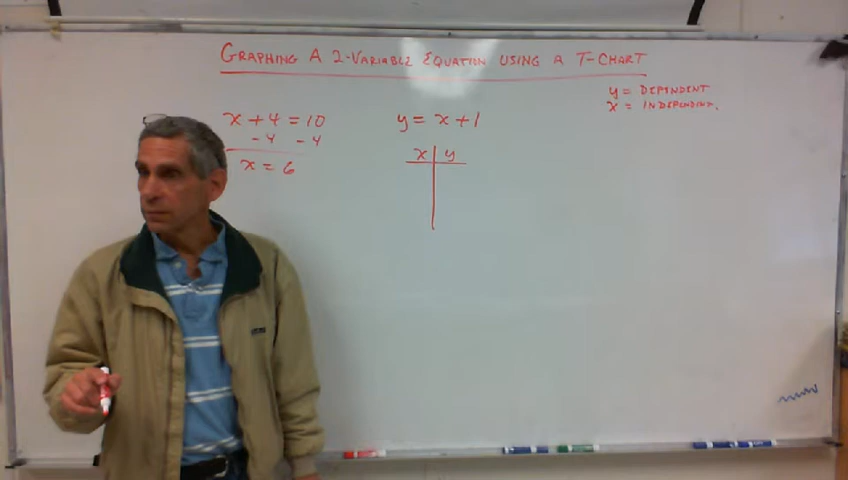 GRAPHING A 2-VARIABLE EQUATION USING A T-CHART
y = DEPENDENT
x = INDEPENDENT
x + 4 = 10
- 4 - 4
x = 6
y = x + 1
x y